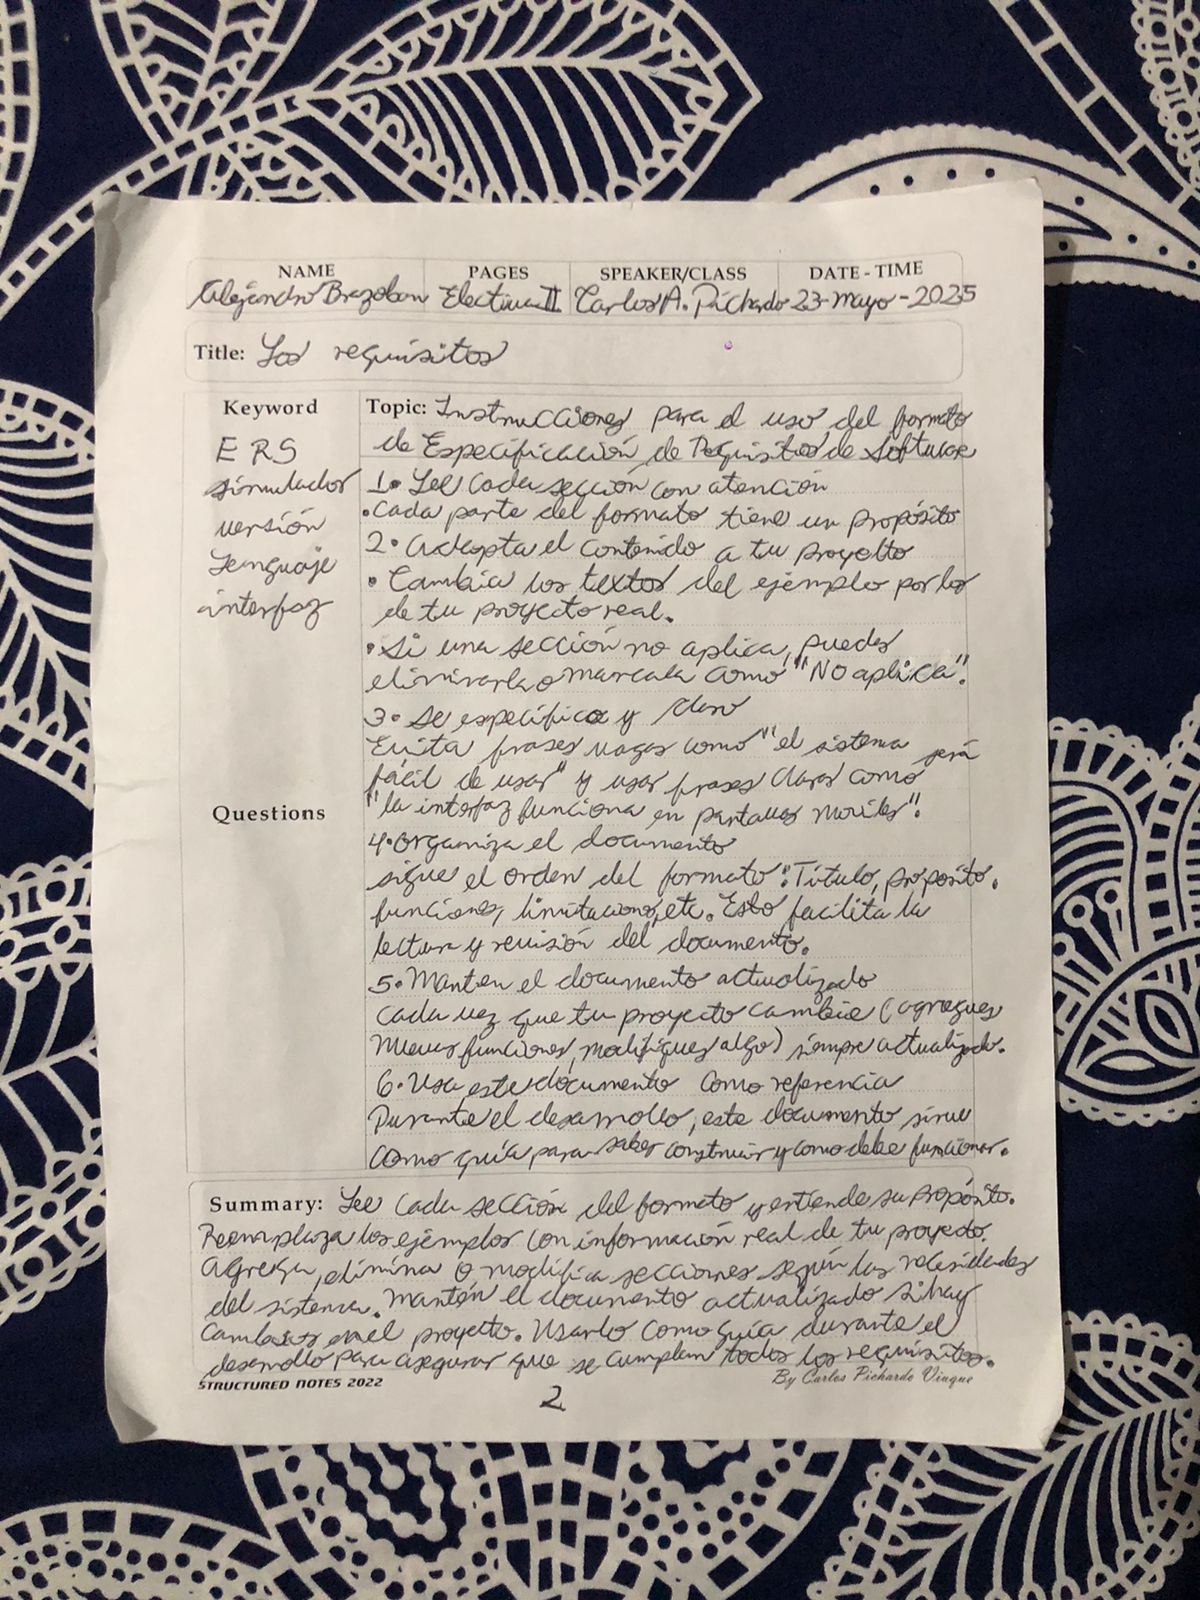 NAME PAGES SPEAKER/CLASS DATE - TIME
Alejandro Brazoban Electiva II Carlos A. Pichardo 23-Mayo-2025
Title: Los requisitos
Keyword
ERS
simulador
versión
Lenguaje
interfaz
Questions
Topic: Instrucciones para el uso del formato
de Especificación de Requisitos de Software
1. Lee cada sección con atención
• Cada parte del formato tiene un propósito
2. Adapta el contenido a tu proyecto
• Cambia los textos del ejemplo por los
de tu proyecto real.
• Si una sección no aplica, puedes
eliminarla o marcala como "No aplica".
3. Se específico y claro
Evita frases vagas como "el sistema será
fácil de usar" y usar frases claras como
"la interfaz funciona en pantallas moviles".
4. Organiza el documento
sigue el orden del formato: Título, proposito,
funciones, limitaciones, etc. Esto facilita la
lectura y revisión del documento.
5. Manten el documento actualizado
cada vez que tu proyecto cambie (agregues
nuevas funciones, modifiques algo) siempre actualizado.
6. Usa este documento como referencia
Durante el desarrollo, este documento sirve
como guía para saber construir y como debe funcionar.
Summary: Lee cada sección del formato y entiende su propósito.
Reemplaza los ejemplos con información real de tu proyecto.
Agrega, elimina o modifica secciones según las necesidades
del sistema. Mantén el documento actualizado si hay
cambios en el proyecto. Usarlo como guía durante el
desarrollo para asegurar que se cumplan todos los requisitos.
STRUCTURED NOTES 2022 By Carlos Pichardo Viuque
2